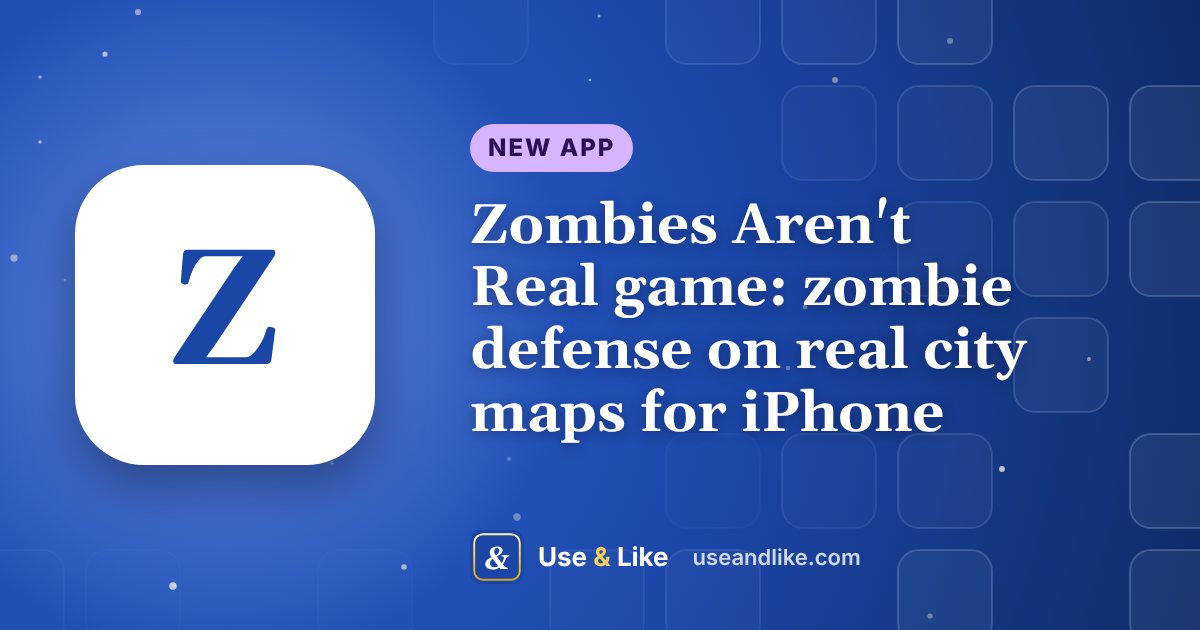 Z
NEW APP
Zombies Aren't
Real game: zombie
defense on real city
maps for iPhone
& Use & Like useandlike.com